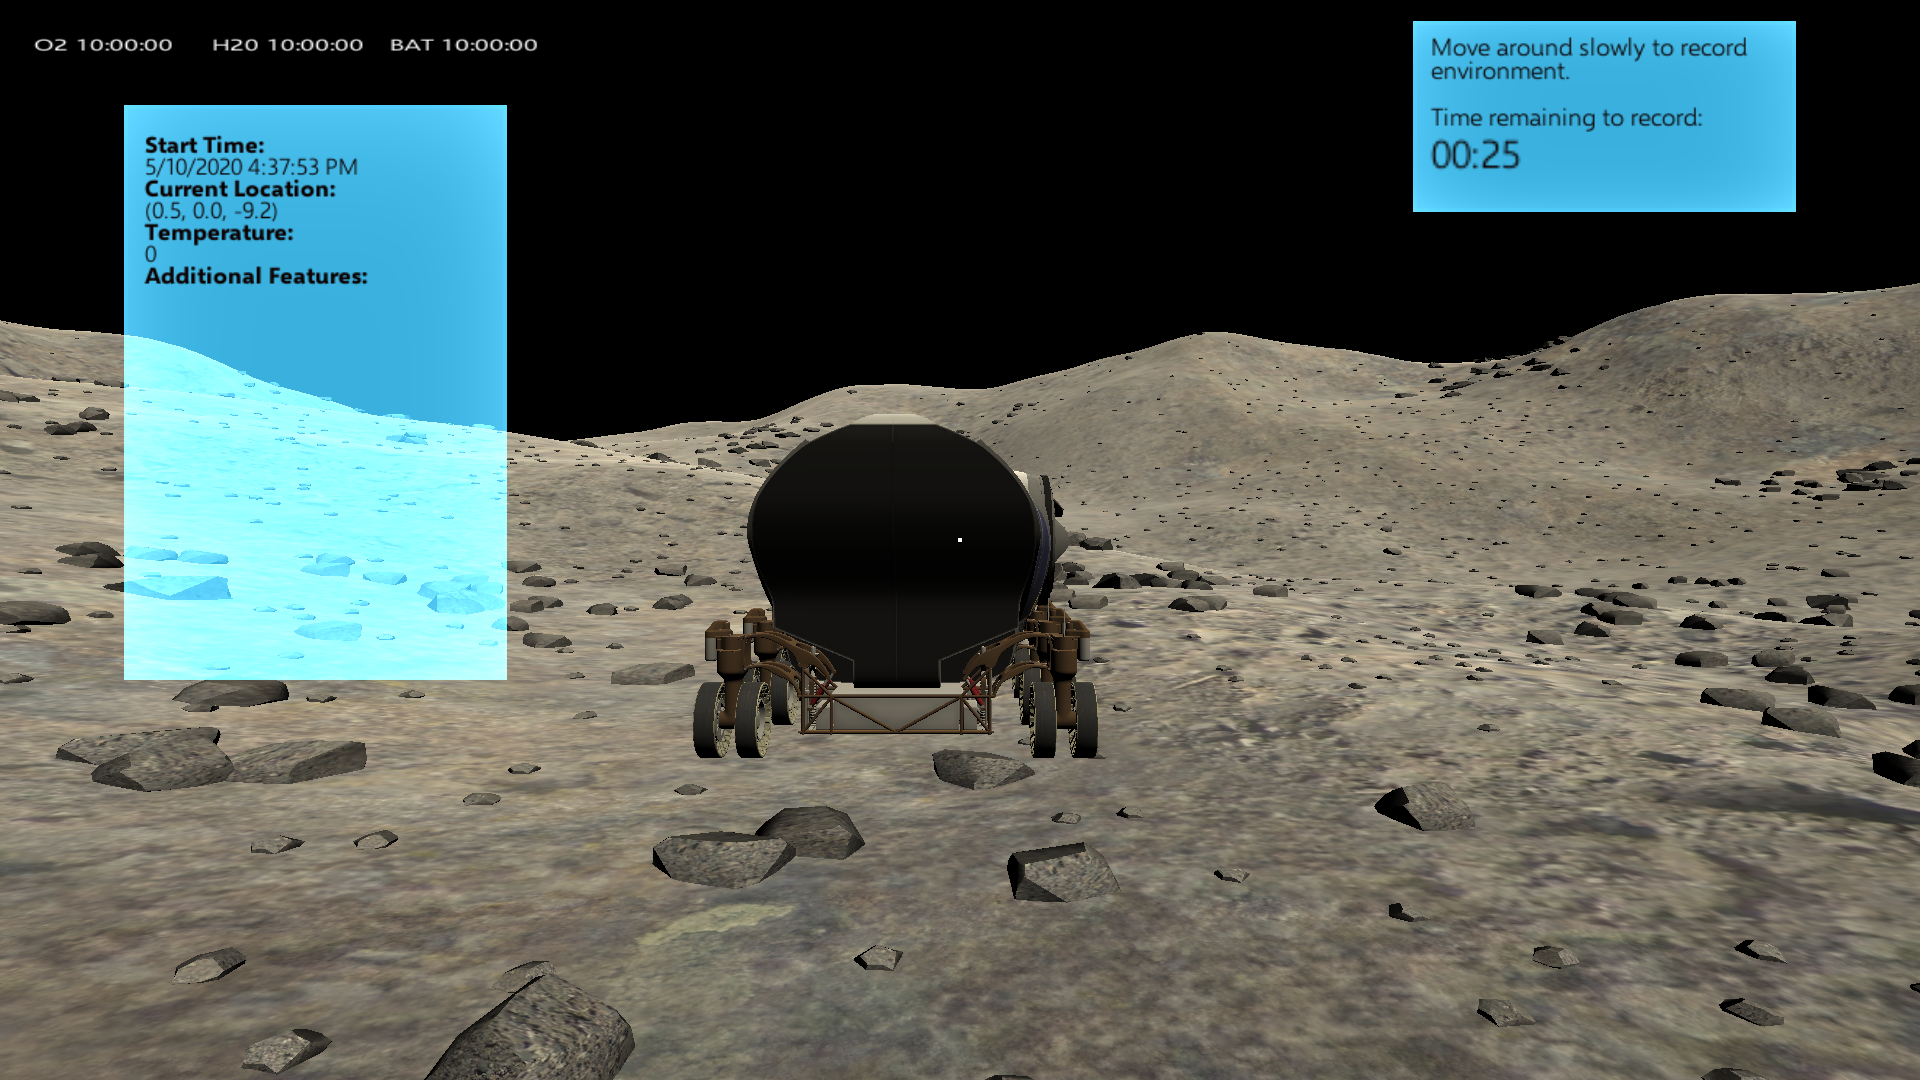 O2 10:00:00 H20 10:00:00 BAT 10:00:00
Start Time:
5/10/2020 4:37:53 PM
Current Location:
(0.5, 0.0, -9.2)
Temperature:
0
Additional Features:
Move around slowly to record
environment.
Time remaining to record:
00:25